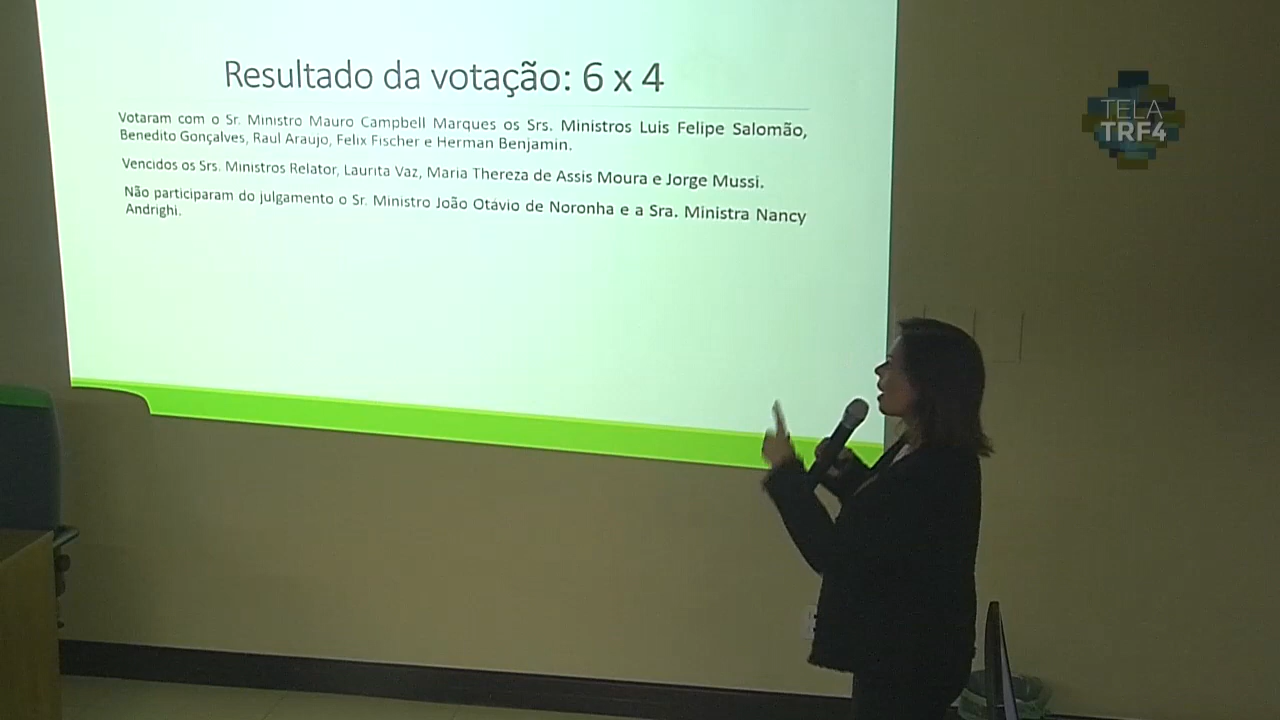 Resultado da votação: 6 x 4
Votaram com o Sr. Ministro Mauro Campbell Marques os Srs. Ministros Luis Felipe Salomão,
Benedito Gonçalves, Raul Araujo, Felix Fischer e Herman Benjamin.
Vencidos os Srs. Ministros Relator, Laurita Vaz, Maria Thereza de Assis Moura e Jorge Mussi.
Não participaram do julgamento o Sr. Ministro João Otávio de Noronha e a Sra. Ministra Nancy
Andrighi.
TELA
TRF4